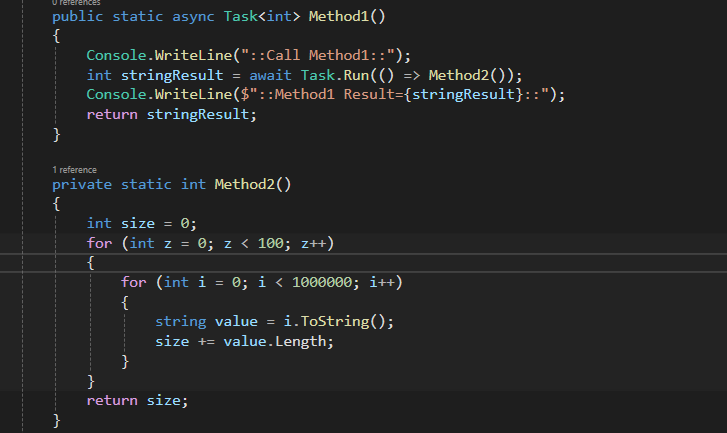 0 references
public static async Task<int> Method1()
{
Console.WriteLine("::Call Method1::");
int stringResult = await Task.Run(() => Method2());
Console.WriteLine($"::Method1 Result={stringResult}::");
return stringResult;
}
1 reference
private static int Method2()
{
int size = 0;
for (int z = 0; z < 100; z++)
{
for (int i = 0; i < 1000000; i++)
{
string value = i.ToString();
size += value.Length;
}
}
return size;
}